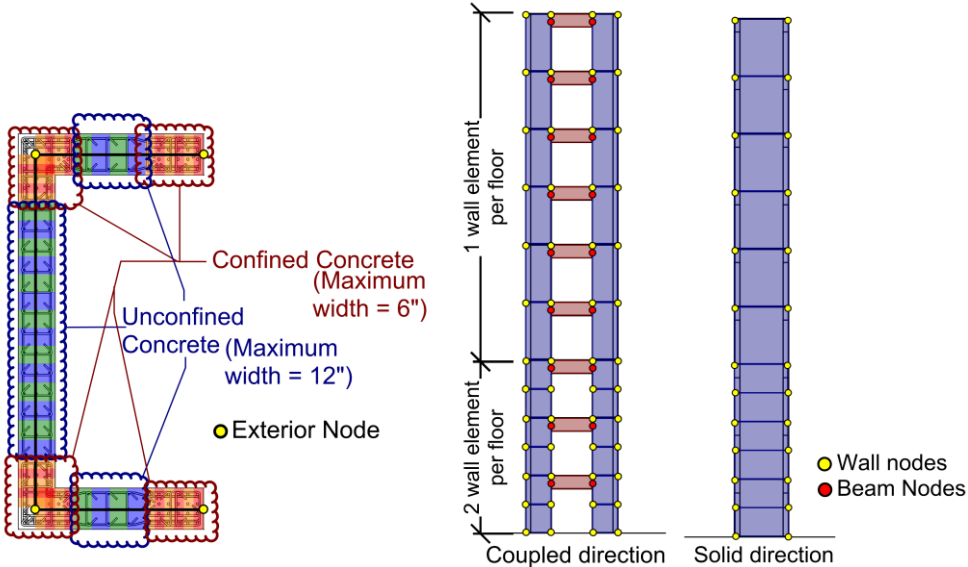 Confined Concrete
(Maximum
width = 6")
Unconfined
Concrete
(Maximum
width = 12")
Exterior Node
1 wall element
per floor
2 wall element
per floor
Coupled direction
Solid direction
Wall nodes
Beam Nodes